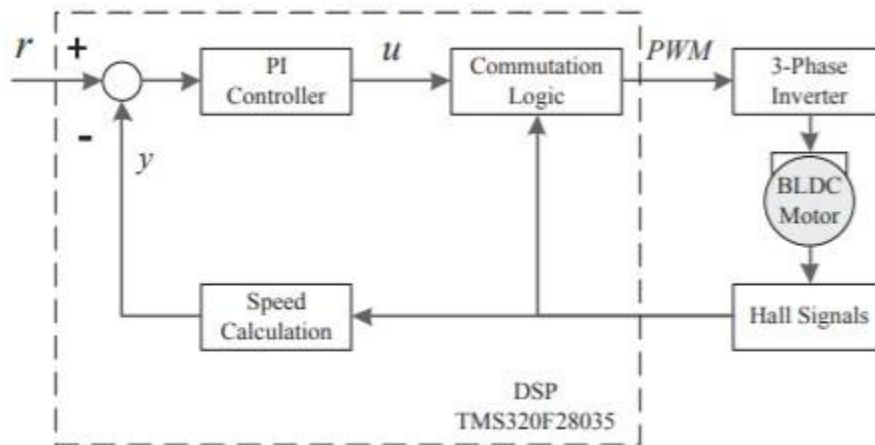 r
+
-
PI
Controller
u
Commutation
Logic
PWM
3-Phase
Inverter
y
BLDC
Motor
Speed
Calculation
Hall Signals
DSP
TMS320F28035